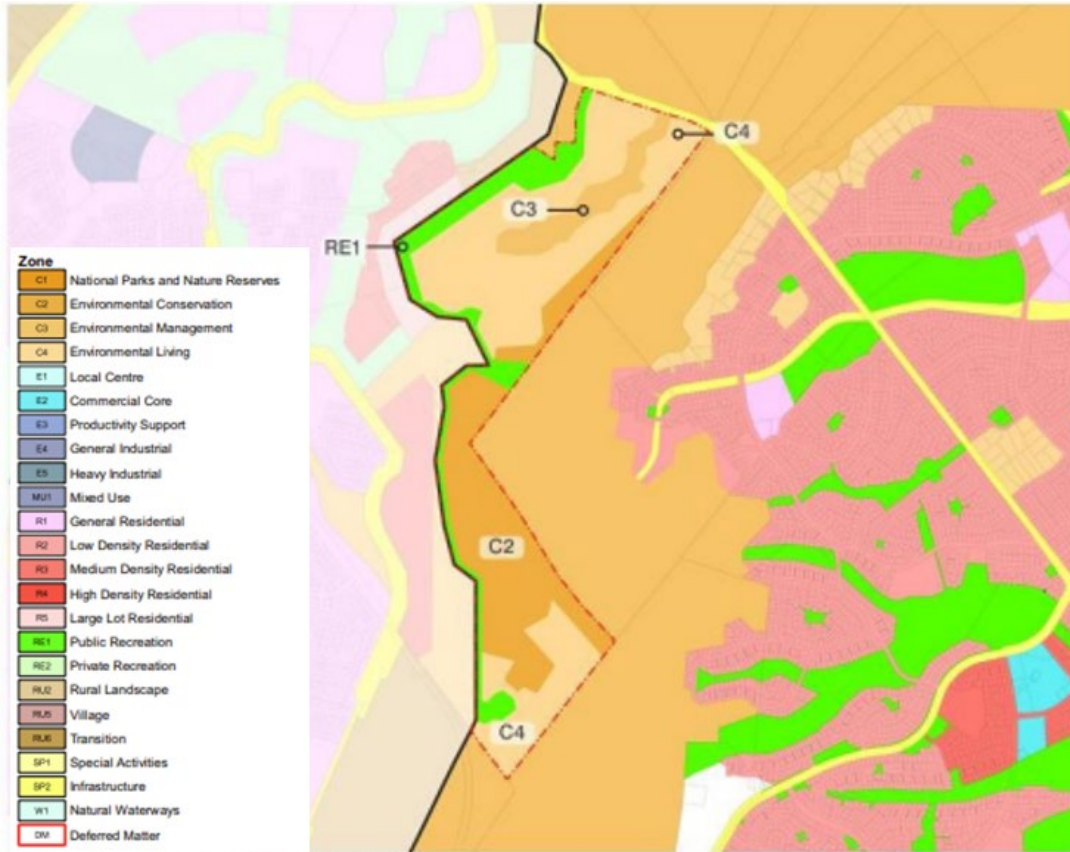 C4
C3
RE1
Zone
C1 National Parks and Nature Reserves
C2 Environmental Conservation
C3 Environmental Management
C4 Environmental Living
E1 Local Centre
E2 Commercial Core
E3 Productivity Support
E4 General Industrial
E5 Heavy Industrial
MU1 Mixed Use
R1 General Residential
R2 Low Density Residential
R3 Medium Density Residential
R4 High Density Residential
R5 Large Lot Residential
RE1 Public Recreation
RE2 Private Recreation
RU2 Rural Landscape
RU5 Village
RU6 Transition
SP1 Special Activities
SP2 Infrastructure
W1 Natural Waterways
DM Deferred Matter
C2
C4